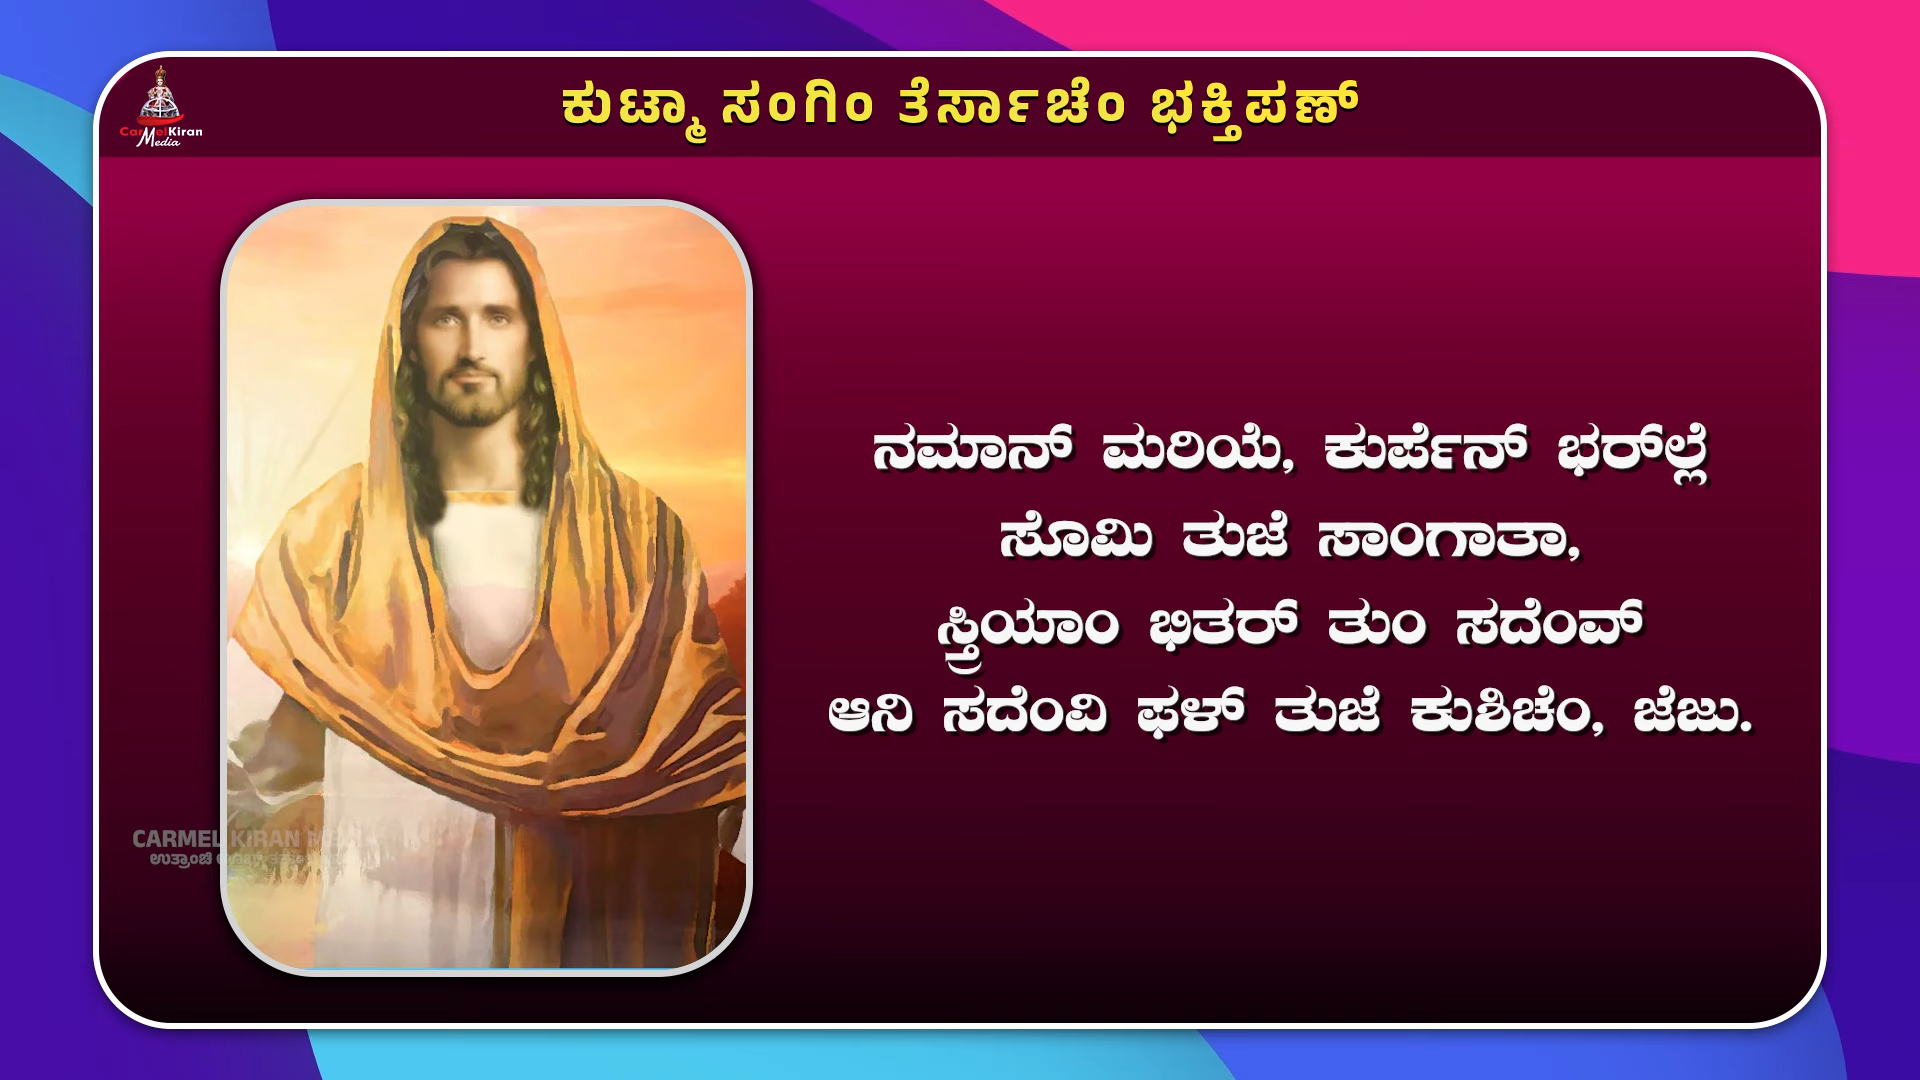 ಕುಟ್ಮಾ ಸಂಗಿಂ ತೆರ್ಸಾಚೆಂ ಭಕ್ತಿಪಣ್
CarmelKiran
Media
ನಮಾನ್ ಮರಿಯೆ, ಕುರ್ಪೆನ್ ಭರ್‌ಲ್ಲೆ
ಸೊಮಿ ತುಜೆ ಸಾಂಗಾತಾ,
ಸ್ತ್ರಿಯಾಂ ಭಿತರ್ ತುಂ ಸದೆಂವ್
ಆನಿ ಸದೆಂವಿ ಫಳ್ ತುಜೆ ಕುಶಿಚೆಂ, ಜೆಜು.
CARMEL KIRAN